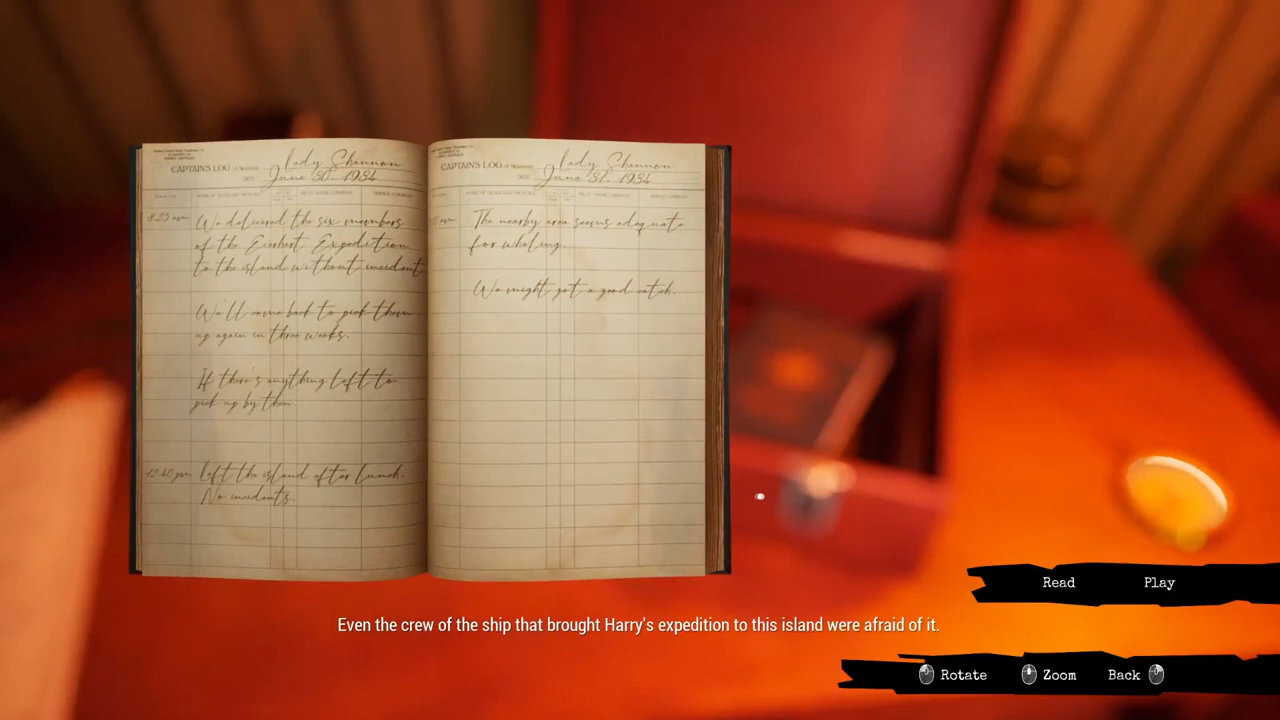 CAPTAIN'S LOG
Lady Shannon
June 30. 1934
8:25 am
We delivered the six members
of the Everhart Expedition
to the island without incident
We'll come back to pick them
up again in three weeks.
If there's anything left to
pick up by then.
12:40 pm
Left the island after lunch.
No incidents.
CAPTAIN'S LOG
Lady Shannon
June 31. 1934
The nearby area seems adequate
for whaling.
We might get a good catch.
Even the crew of the ship that brought Harry's expedition to this island were afraid of it.
Read
Play
Rotate
Zoom
Back